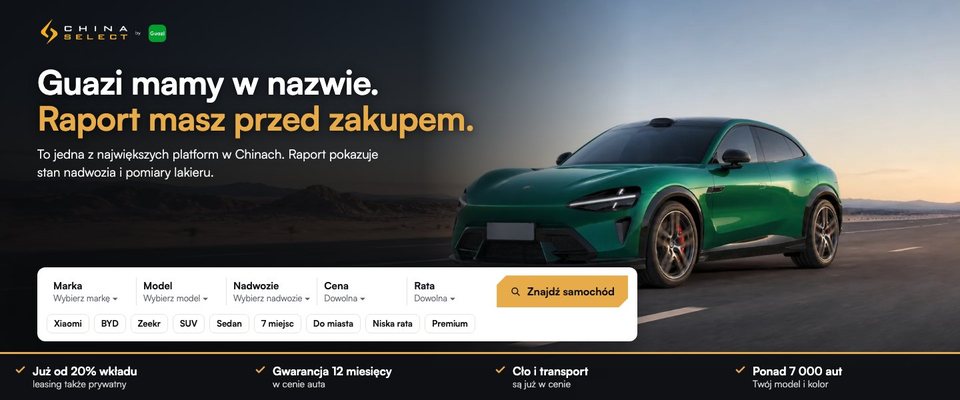 CHINA
SELECT
by
Guazi
Guazi mamy w nazwie.
Raport masz przed zakupem.
To jedna z największych platform w Chinach. Raport pokazuje
stan nadwozia i pomiary lakieru.
Marka
Wybierz markę
Model
Wybierz model
Nadwozie
Wybierz nadwozie
Cena
Dowolna
Rata
Dowolna
Znajdź samochód
Xiaomi
BYD
Zeekr
SUV
Sedan
7 miejsc
Do miasta
Niska rata
Premium
Już od 20% wkładu
leasing także prywatny
Gwarancja 12 miesięcy
w cenie auta
Cło i transport
są już w cenie
Ponad 7 000 aut
Twój model i kolor